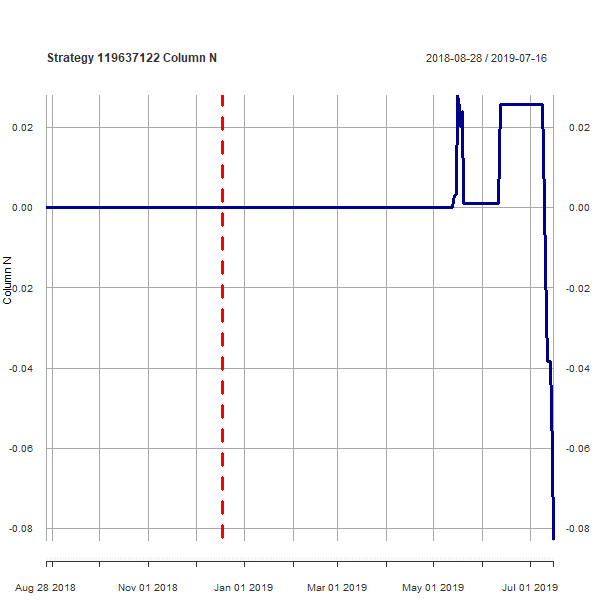 Strategy 119637122 Column N
2018-08-28 / 2019-07-16
0.02
0.02
0.00
0.00
-0.02
-0.02
-0.04
-0.04
-0.06
-0.06
-0.08
-0.08
Column N
Aug 28 2018
Nov 01 2018
Jan 01 2019
Mar 01 2019
May 01 2019
Jul 01 2019